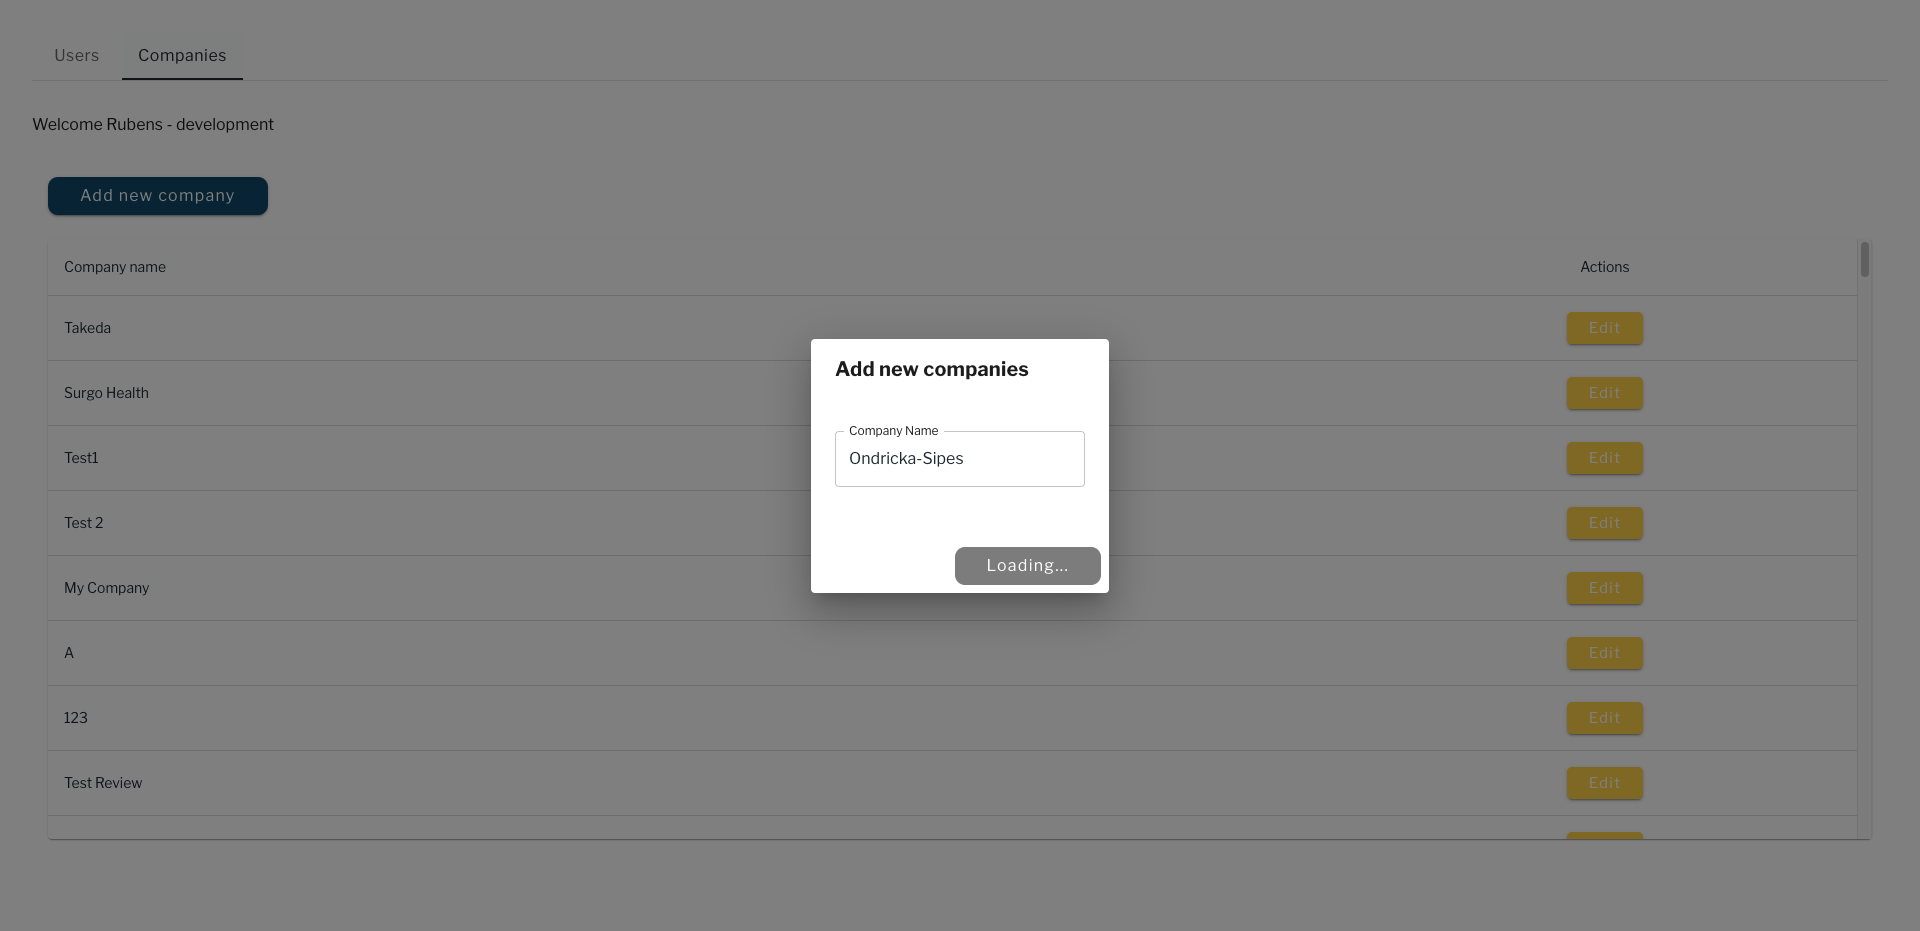 Users
Companies
Welcome Rubens - development
Add new company
Company name
Actions
Takeda
Edit
Surgo Health
Edit
Test1
Edit
Test 2
Edit
My Company
Edit
A
Edit
123
Edit
Test Review
Edit
Add new companies
Company Name
Ondricka-Sipes
Loading...